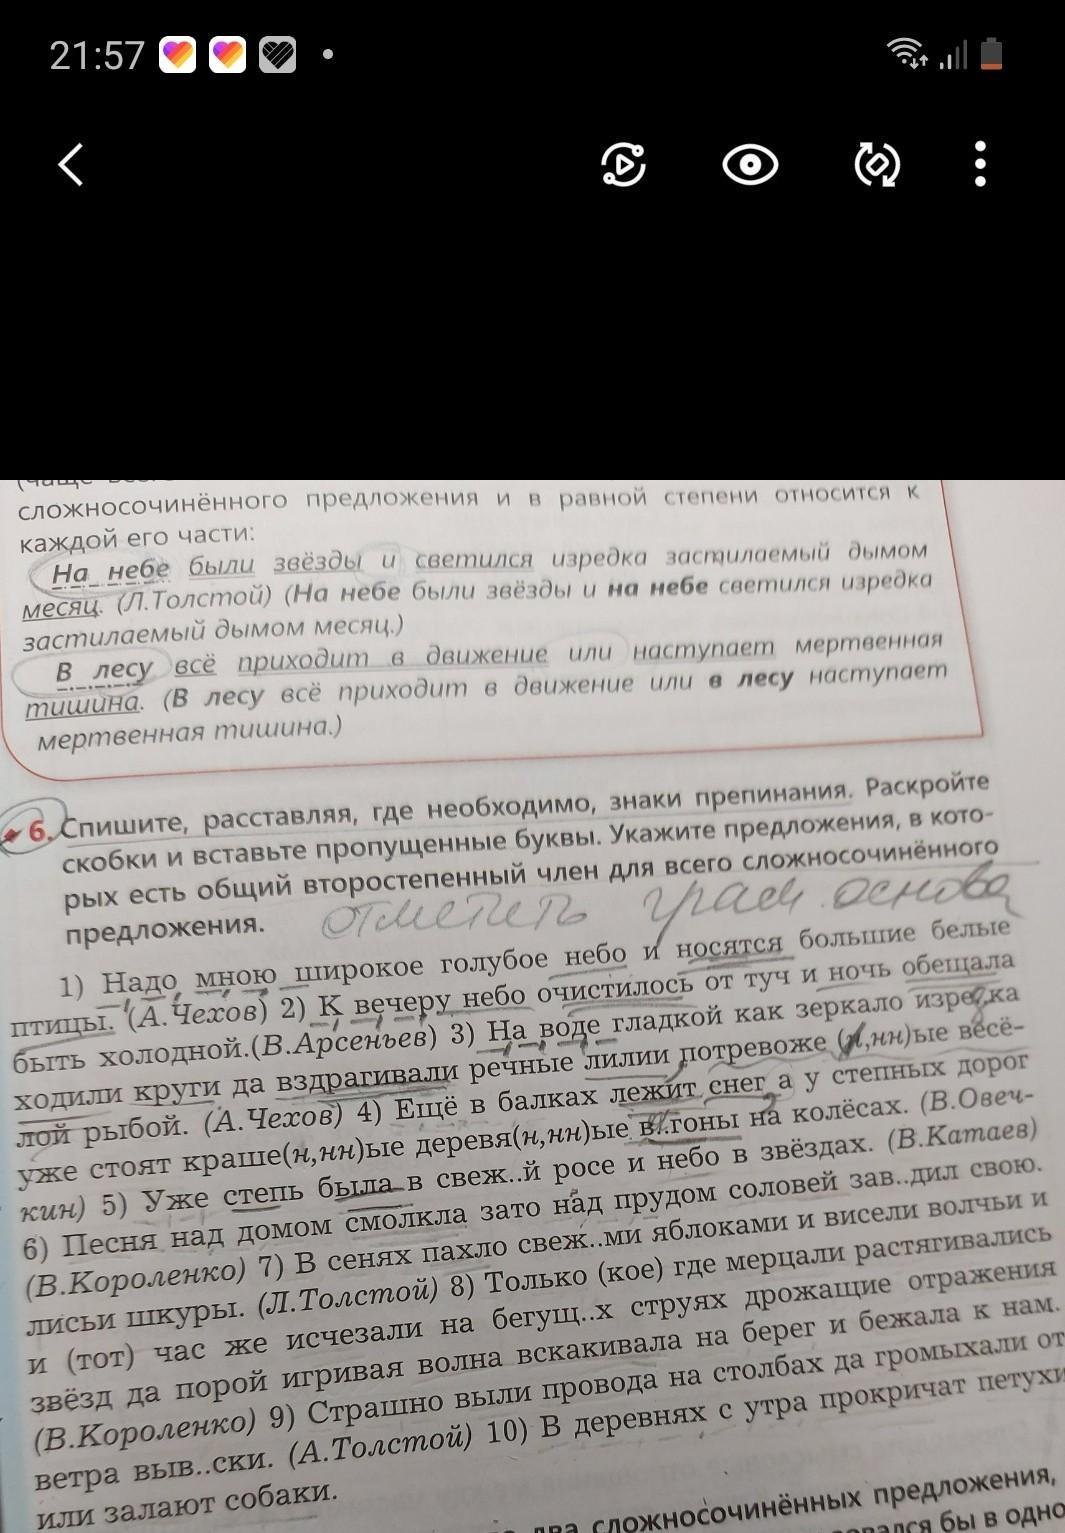 21:57
сложносочинённого предложения и в равной степени относится к
каждой его части:
На небе были звёзды и светился изредка застилаемый дымом
месяц. (Л.Толстой) (На небе были звёзды и на небе светился изредка
застилаемый дымом месяц.)
В лесу всё приходит в движение или наступает мертвенная
тишина. (В лесу всё приходит в движение или в лесу наступает
мертвенная тишина.)
6. Спишите, расставляя, где необходимо, знаки препинания. Раскройте
скобки и вставьте пропущенные буквы. Укажите предложения, в кото-
рых есть общий второстепенный член для всего сложносочинённого
предложения. отметить грам. основа
1) Надо мною широкое голубое небо и носятся большие белые
птицы. (А.Чехов) 2) К вечеру небо очистилось от туч и ночь обещала
быть холодной.(В.Арсеньев) 3) На воде гладкой как зеркало изредка
ходили круги да вздрагивали речные лилии потревоже(н,нн)ые весё-
лой рыбой. (А.Чехов) 4) Ещё в балках лежит снег а у степных дорог
уже стоят краше(н,нн)ые деревя(н,нн)ые в..гоны на колёсах. (В.Овеч-
кин) 5) Уже степь была в свеж..й росе и небо в звёздах. (В.Катаев)
6) Песня над домом смолкла зато над прудом соловей зав..дил свою.
(В.Короленко) 7) В сенях пахло свеж..ми яблоками и висели волчьи и
лисьи шкуры. (Л.Толстой) 8) Только (кое) где мерцали растягивались
и (тот) час же исчезали на бегущ..х струях дрожащие отражения
звёзд да порой игривая волна вскакивала на берег и бежала к нам.
(В.Короленко) 9) Страшно выли провода на столбах да громыхали от
ветра выв..ски. (А.Толстой) 10) В деревнях с утра прокричат петухи
или залают собаки.
два сложносочинённых предложения,
бы в одно